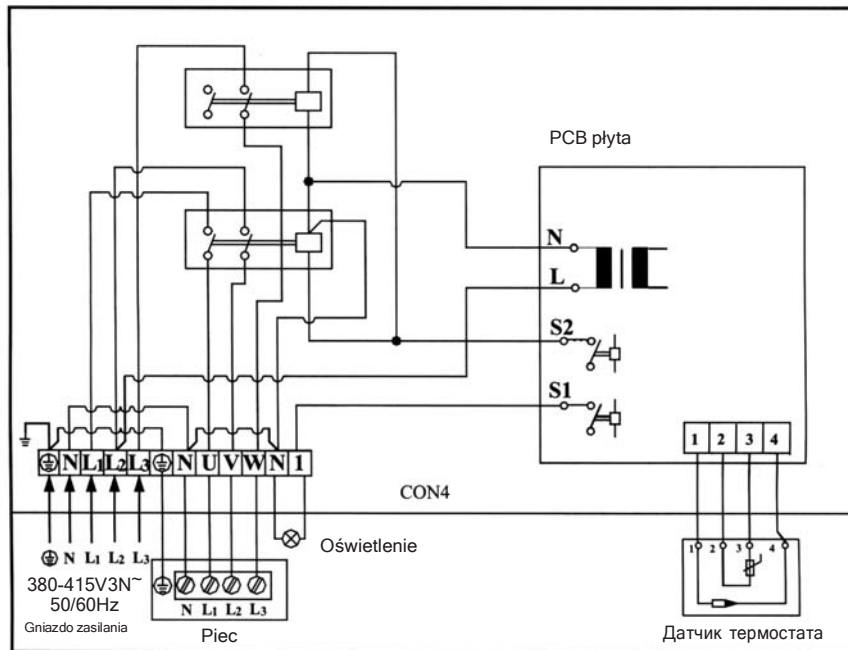 PCB płyta
N
L
S2
S1
1 2 3 4
N L1 L2 L3 N U V W N 1
CON4
N L1 L2 L3
Oświetlenie
1 2 3 4
380-415V3N~
50/60Hz
Gniazdo zasilania
N L1 L2 L3
Piec
Датчик термостата